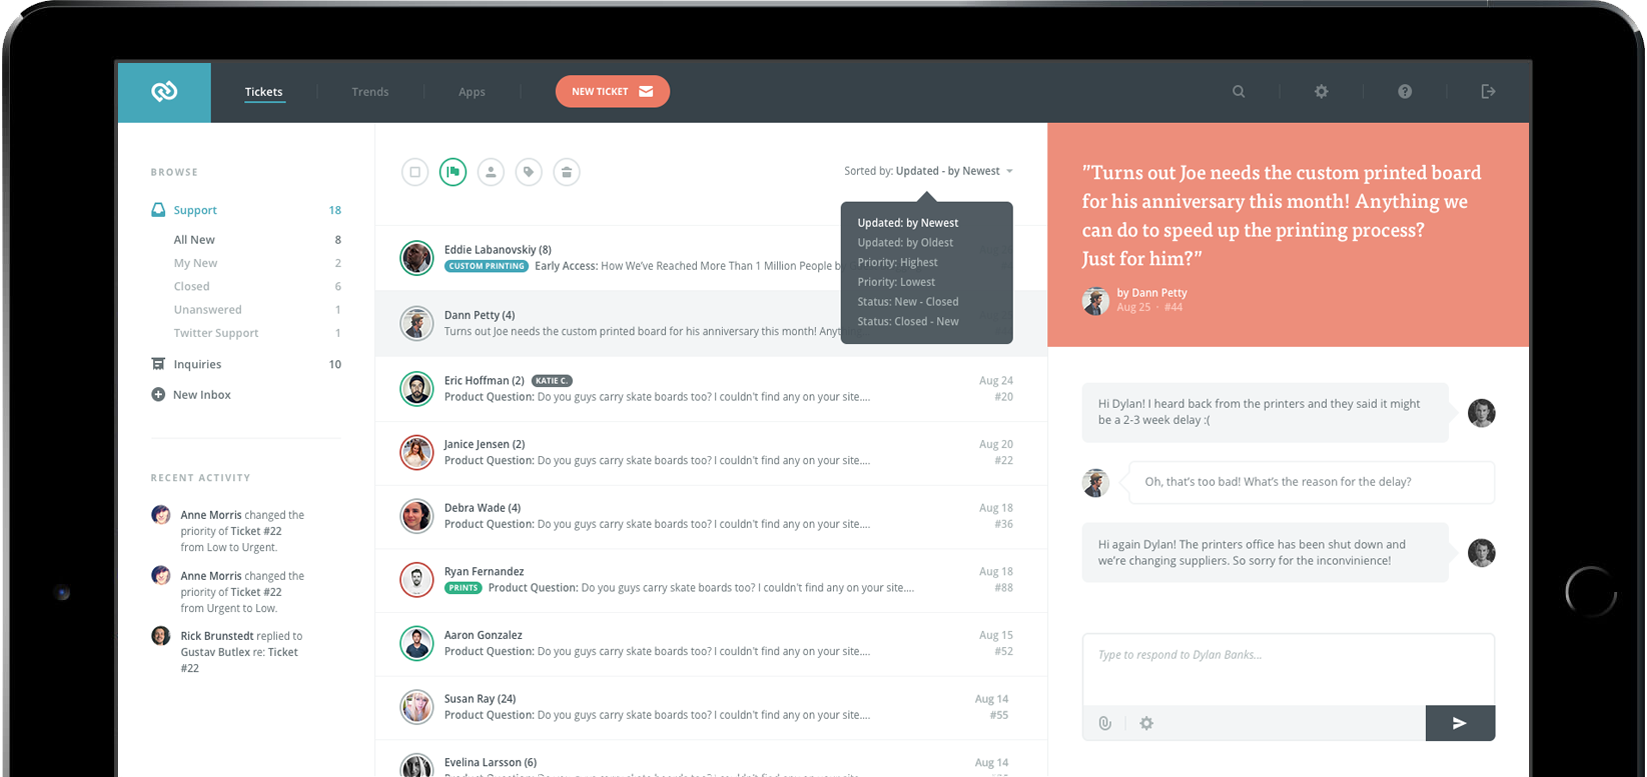 Tickets
Trends
Apps
NEW TICKET
BROWSE
Support 18
All New 8
My New 2
Closed 6
Unanswered 1
Twitter Support 1
Inquiries 10
New Inbox
RECENT ACTIVITY
Anne Morris changed the
priority of Ticket #22
from Low to Urgent.
Anne Morris changed the
priority of Ticket #22
from Urgent to Low.
Rick Brunstedt replied to
Gustav Butlex re: Ticket
#22
Sorted by: Updated - by Newest
Updated: by Newest
Updated: by Oldest
Priority: Highest
Priority: Lowest
Status: New - Closed
Status: Closed - New
Eddie Labanovskiy (8)
CUSTOM PRINTING Early Access: How We've Reached More Than 1 Million People b
Dann Petty (4)
Turns out Joe needs the custom printed board for his anniversary this month! Anyt
Eric Hoffman (2) KATIE C. Aug 24
Product Question: Do you guys carry skate boards too? I couldn't find any on your site.... #20
Janice Jensen (2) Aug 20
Product Question: Do you guys carry skate boards too? I couldn't find any on your site.... #22
Debra Wade (4) Aug 18
Product Question: Do you guys carry skate boards too? I couldn't find any on your site.... #36
Ryan Fernandez Aug 18
PRINTS Product Question: Do you guys carry skate boards too? I couldn't find any on your site.... #88
Aaron Gonzalez Aug 15
Product Question: Do you guys carry skate boards too? I couldn't find any on your site.... #52
Susan Ray (24) Aug 14
Product Question: Do you guys carry skate boards too? I couldn't find any on your site.... #55
Evelina Larsson (6) Aug 14
"Turns out Joe needs the custom printed board
for his anniversary this month! Anything we
can do to speed up the printing process?
Just for him?"
by Dann Petty
Aug 25 · #44
Hi Dylan! I heard back from the printers and they said it might
be a 2-3 week delay :(
Oh, that's too bad! What's the reason for the delay?
Hi again Dylan! The printers office has been shut down and
we're changing suppliers. So sorry for the inconvinience!
Type to respond to Dylan Banks...